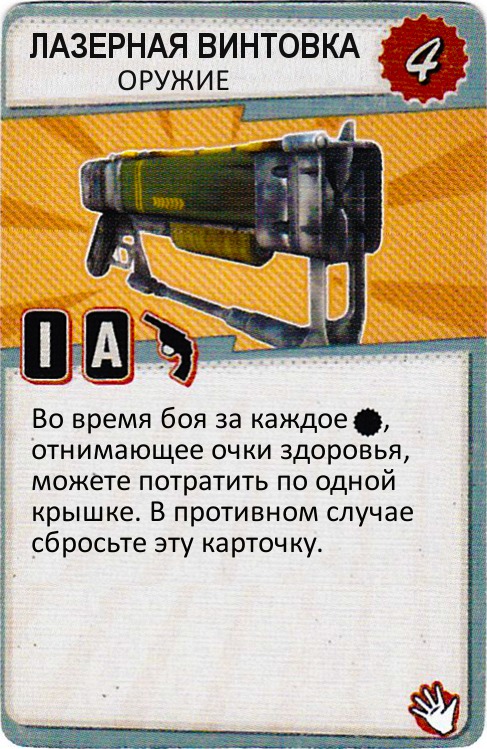 ЛАЗЕРНАЯ ВИНТОВКА
4
ОРУЖИЕ
I A
Во время боя за каждое ,
отнимающее очки здоровья,
можете потратить по одной
крышке. В противном случае
сбросьте эту карточку.